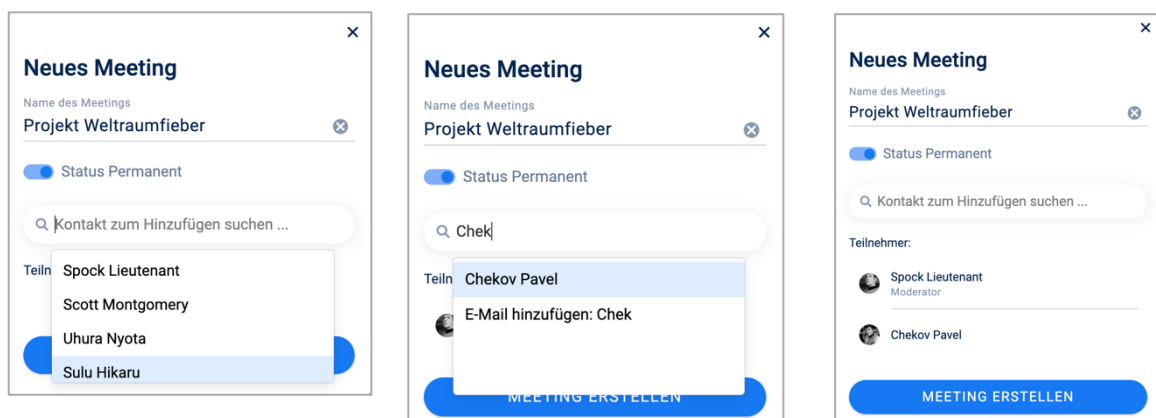 Neues Meeting
Name des Meetings
Projekt Weltraumfieber
Status Permanent
Kontakt zum Hinzufügen suchen ...
Teiln
Spock Lieutenant
Scott Montgomery
Uhura Nyota
Sulu Hikaru
Neues Meeting
Name des Meetings
Projekt Weltraumfieber
Status Permanent
Chek
Teiln
Chekov Pavel
E-Mail hinzufügen: Chek
MEETING ERSTELLEN
Neues Meeting
Name des Meetings
Projekt Weltraumfieber
Status Permanent
Kontakt zum Hinzufügen suchen ...
Teilnehmer:
Spock Lieutenant
Moderator
Chekov Pavel
MEETING ERSTELLEN